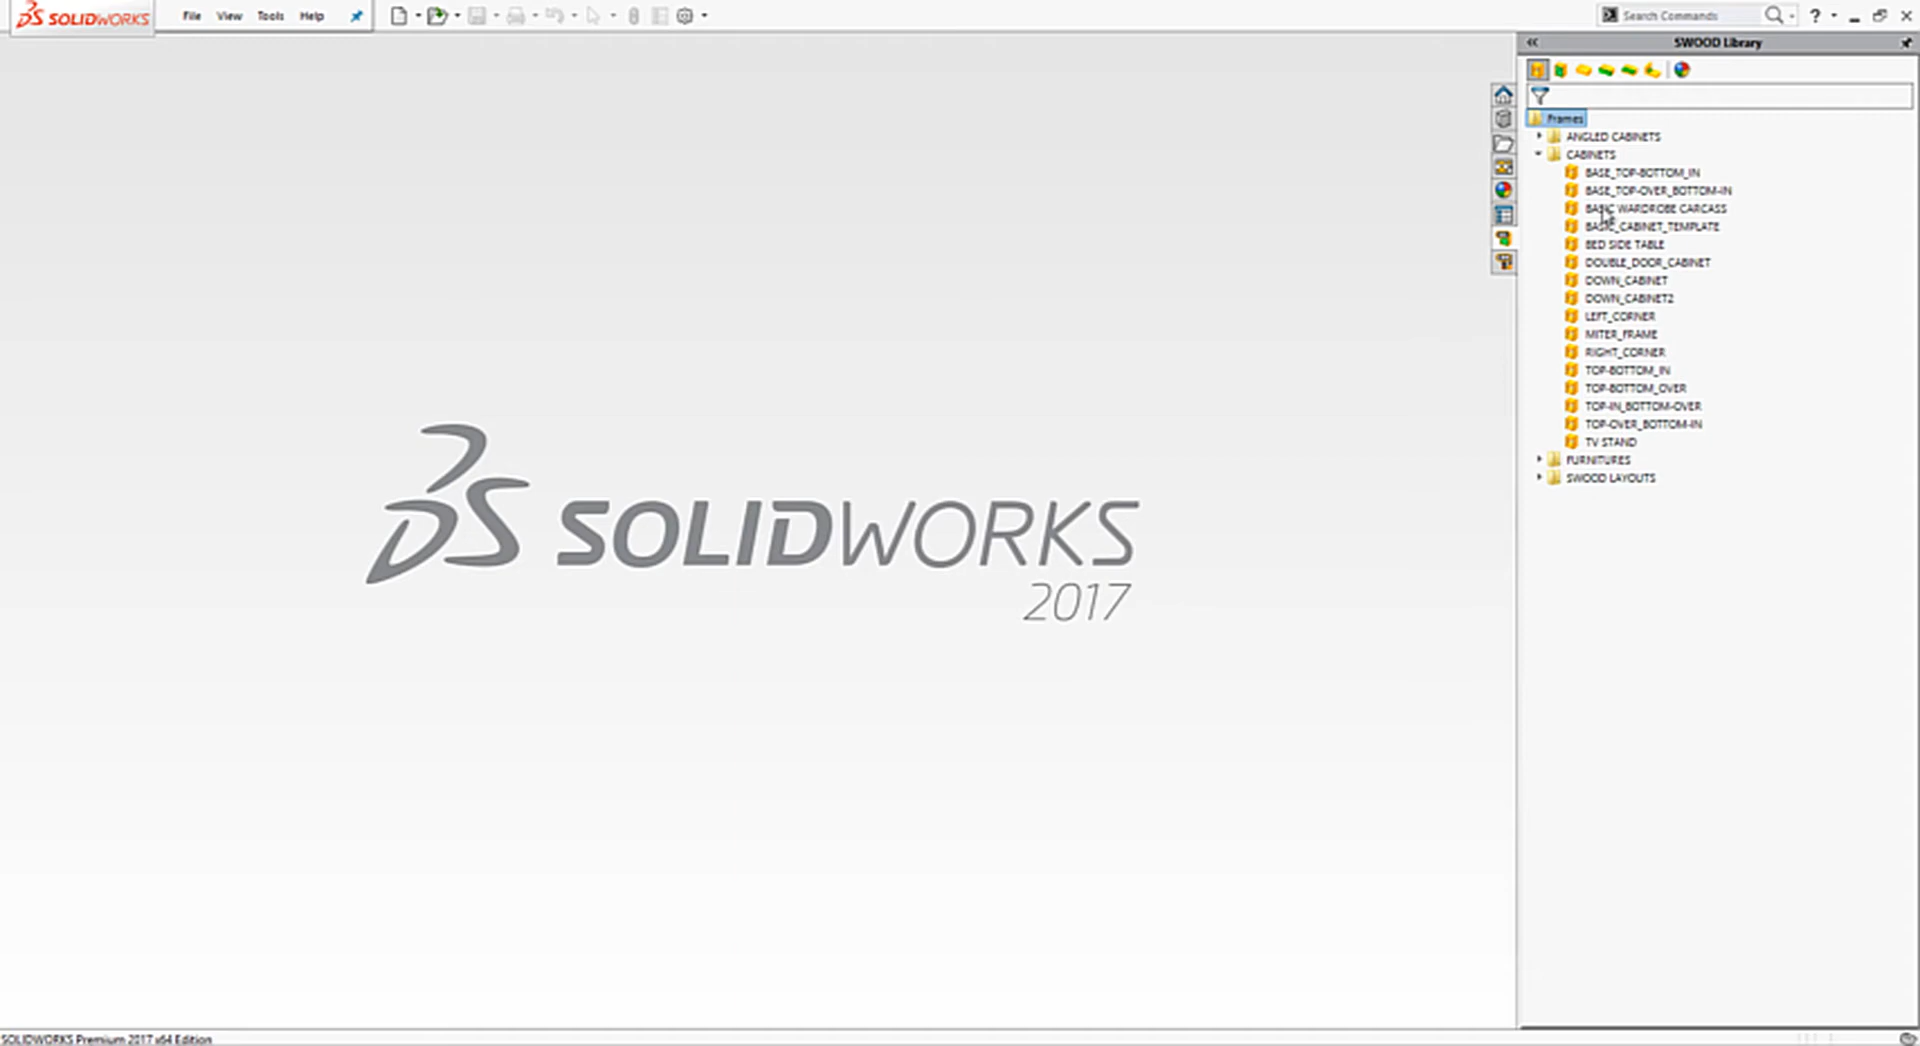 SOLIDWORKS File View Tools Help Search Commands ?
SWOOD Library
Frames
ANGLED CABINETS
CABINETS
BASE_TOP-BOTTOM_IN
BASE_TOP-OVER_BOTTOM-IN
BASIC WARDROBE CARCASS
BASIC_CABINET_TEMPLATE
BED SIDE TABLE
DOUBLE_DOOR_CABINET
DOWN_CABINET
DOWN_CABINET2
LEFT_CORNER
MITER_FRAME
RIGHT_CORNER
TOP-BOTTOM_IN
TOP-BOTTOM_OVER
TOP-IN_BOTTOM-OVER
TOP-OVER_BOTTOM-IN
TV STAND
FURNITURES
SWOOD LAYOUTS
SOLIDWORKS
2017
SOLIDWORKS Premium 2017 x64 Edition